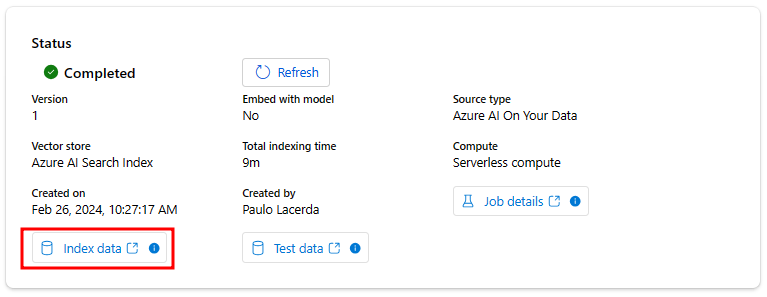 Status
Completed
Refresh
Version
Embed with model
Source type
1
No
Azure AI On Your Data
Vector store
Total indexing time
Compute
Azure AI Search Index
9m
Serverless compute
Created on
Created by
Feb 26, 2024, 10:27:17 AM
Paulo Lacerda
Job details
Index data
Test data